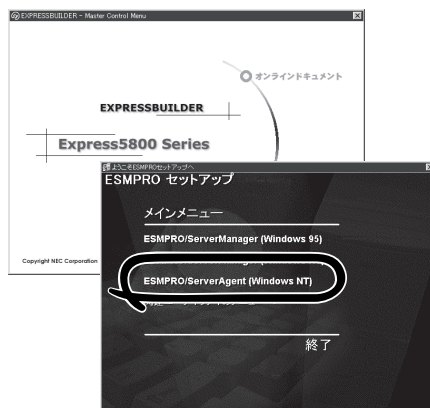 EXPRESSBUILDER - Master Control Menu
オンラインドキュメント
EXPRESSBUILDER
Express5800 Series
Copyright NEC Corporation
ようこそESMPROセットアップへ
ESMPRO セットアップ
メインメニュー
ESMPRO/ServerManager (Windows 95)
ESMPRO/ServerAgent (Windows NT)
終了